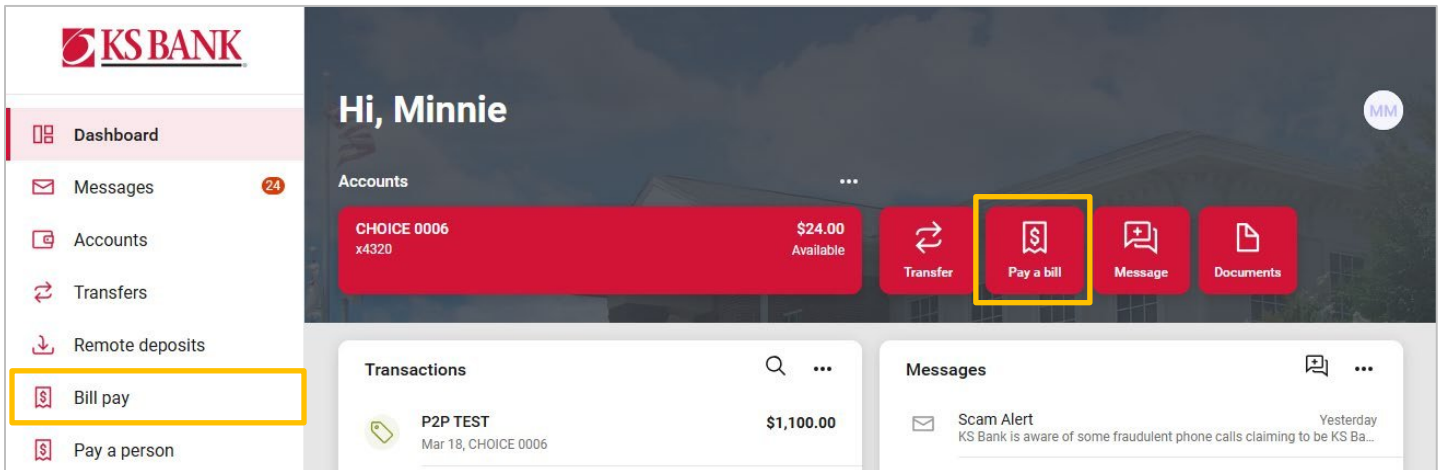 KS BANK
Dashboard
Messages 24
Accounts
Transfers
Remote deposits
Bill pay
Pay a person
Hi, Minnie
MM
Accounts
CHOICE 0006 $24.00
x4320 Available
Transfer
Pay a bill
Message
Documents
Transactions
P2P TEST $1,100.00
Mar 18, CHOICE 0006
Messages
Scam Alert Yesterday
KS Bank is aware of some fraudulent phone calls claiming to be KS Ba...